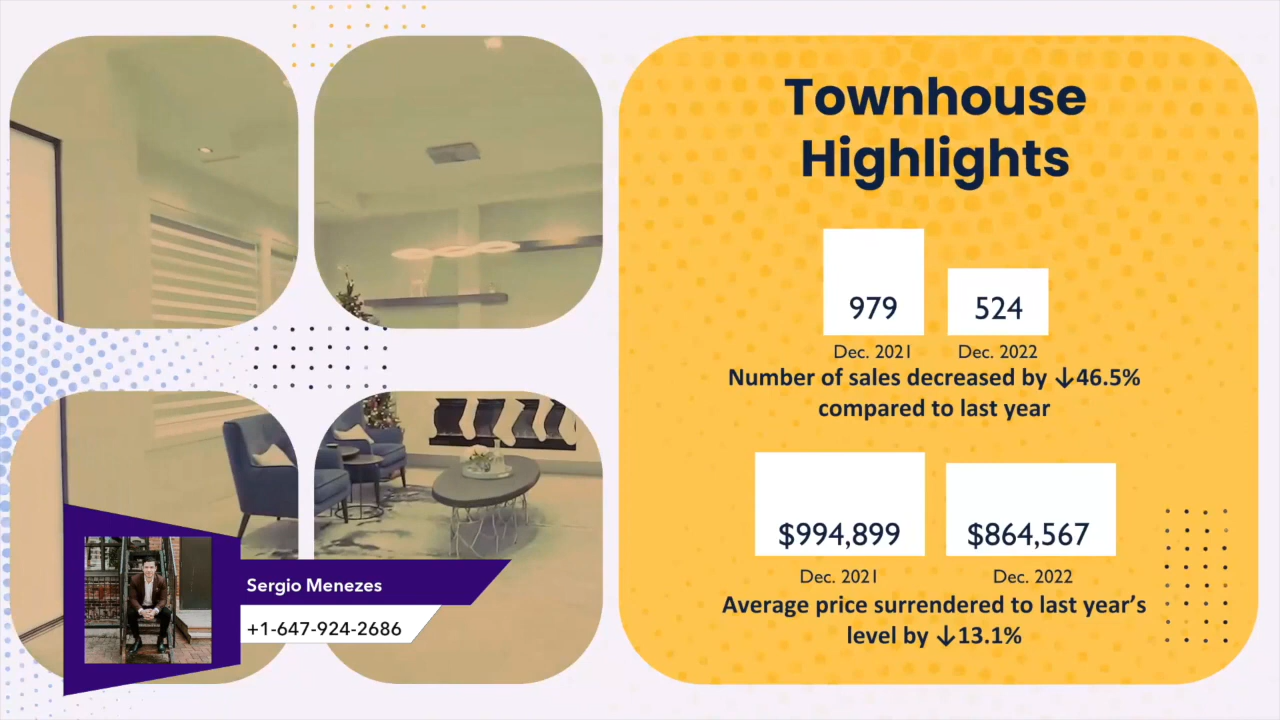 Townhouse
Highlights
979
524
Dec. 2021
Dec. 2022
Number of sales decreased by ↓46.5%
compared to last year
$994,899
$864,567
Dec. 2021
Dec. 2022
Average price surrendered to last year’s
level by ↓13.1%
Sergio Menezes
+1-647-924-2686